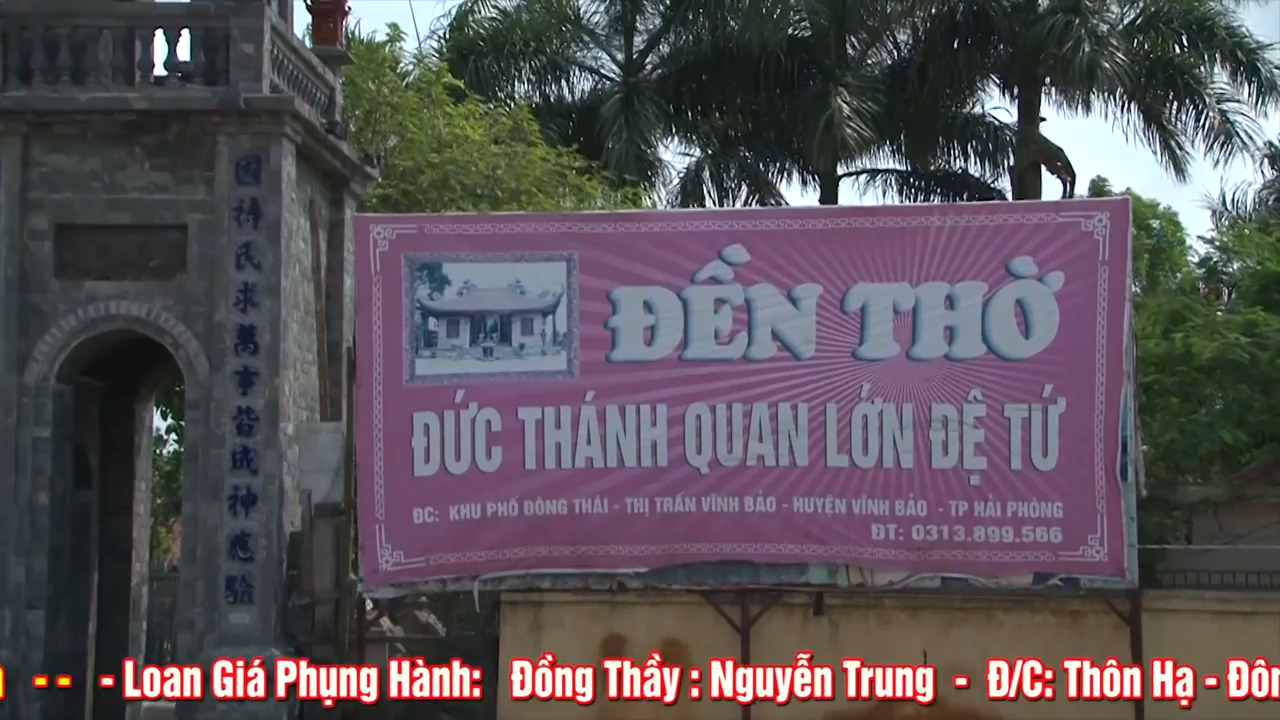 國禱民求萬事皆成神應驗
ĐỀN THỜ
ĐỨC THÁNH QUAN LỚN ĐỆ TỨ
ĐC: KHU PHỐ ĐÔNG THÁI - THỊ TRẤN VĨNH BẢO - HUYỆN VĨNH BẢO - TP HẢI PHÒNG
ĐT: 0313.899.566
-- - Loan Giá Phụng Hành: Đồng Thầy : Nguyễn Trung - Đ/C: Thôn Hạ -